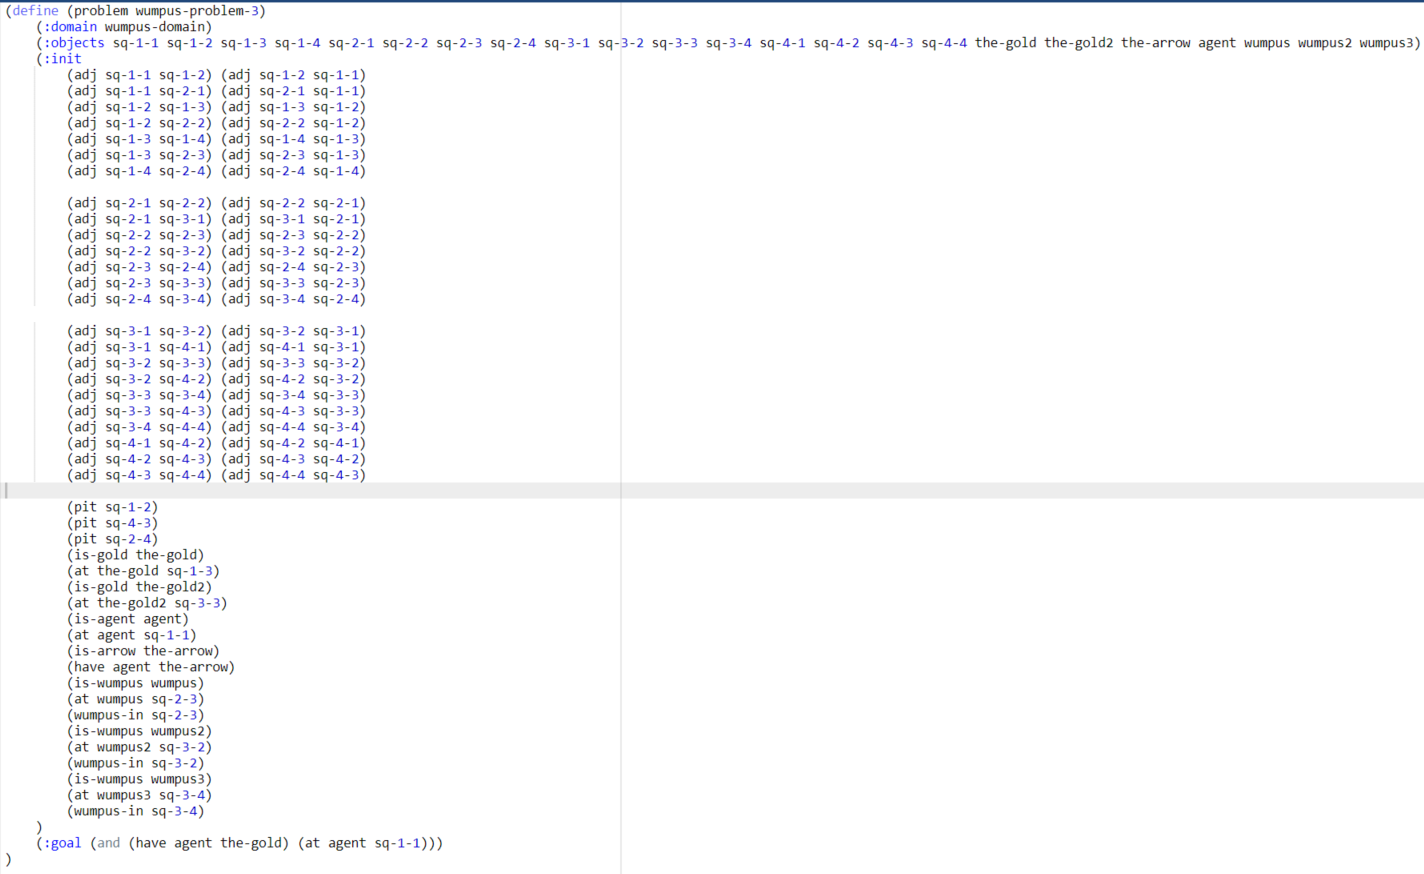 (define (problem wumpus-problem-3)
(:domain wumpus-domain)
(:objects sq-1-1 sq-1-2 sq-1-3 sq-1-4 sq-2-1 sq-2-2 sq-2-3 sq-2-4 sq-3-1 sq-3-2 sq-3-3 sq-3-4 sq-4-1 sq-4-2 sq-4-3 sq-4-4 the-gold the-gold2 the-arrow agent wumpus wumpus2 wumpus3)
(:init
(adj sq-1-1 sq-1-2) (adj sq-1-2 sq-1-1)
(adj sq-1-1 sq-2-1) (adj sq-2-1 sq-1-1)
(adj sq-1-2 sq-1-3) (adj sq-1-3 sq-1-2)
(adj sq-1-2 sq-2-2) (adj sq-2-2 sq-1-2)
(adj sq-1-3 sq-1-4) (adj sq-1-4 sq-1-3)
(adj sq-1-3 sq-2-3) (adj sq-2-3 sq-1-3)
(adj sq-1-4 sq-2-4) (adj sq-2-4 sq-1-4)
(adj sq-2-1 sq-2-2) (adj sq-2-2 sq-2-1)
(adj sq-2-1 sq-3-1) (adj sq-3-1 sq-2-1)
(adj sq-2-2 sq-2-3) (adj sq-2-3 sq-2-2)
(adj sq-2-2 sq-3-2) (adj sq-3-2 sq-2-2)
(adj sq-2-3 sq-2-4) (adj sq-2-4 sq-2-3)
(adj sq-2-3 sq-3-3) (adj sq-3-3 sq-2-3)
(adj sq-2-4 sq-3-4) (adj sq-3-4 sq-2-4)
(adj sq-3-1 sq-3-2) (adj sq-3-2 sq-3-1)
(adj sq-3-1 sq-4-1) (adj sq-4-1 sq-3-1)
(adj sq-3-2 sq-3-3) (adj sq-3-3 sq-3-2)
(adj sq-3-2 sq-4-2) (adj sq-4-2 sq-3-2)
(adj sq-3-3 sq-3-4) (adj sq-3-4 sq-3-3)
(adj sq-3-3 sq-4-3) (adj sq-4-3 sq-3-3)
(adj sq-3-4 sq-4-4) (adj sq-4-4 sq-3-4)
(adj sq-4-1 sq-4-2) (adj sq-4-2 sq-4-1)
(adj sq-4-2 sq-4-3) (adj sq-4-3 sq-4-2)
(adj sq-4-3 sq-4-4) (adj sq-4-4 sq-4-3)
(pit sq-1-2)
(pit sq-4-3)
(pit sq-2-4)
(is-gold the-gold)
(at the-gold sq-1-3)
(is-gold the-gold2)
(at the-gold2 sq-3-3)
(is-agent agent)
(at agent sq-1-1)
(is-arrow the-arrow)
(have agent the-arrow)
(is-wumpus wumpus)
(at wumpus sq-2-3)
(wumpus-in sq-2-3)
(is-wumpus wumpus2)
(at wumpus2 sq-3-2)
(wumpus-in sq-3-2)
(is-wumpus wumpus3)
(at wumpus3 sq-3-4)
(wumpus-in sq-3-4)
)
(:goal (and (have agent the-gold) (at agent sq-1-1)))
)